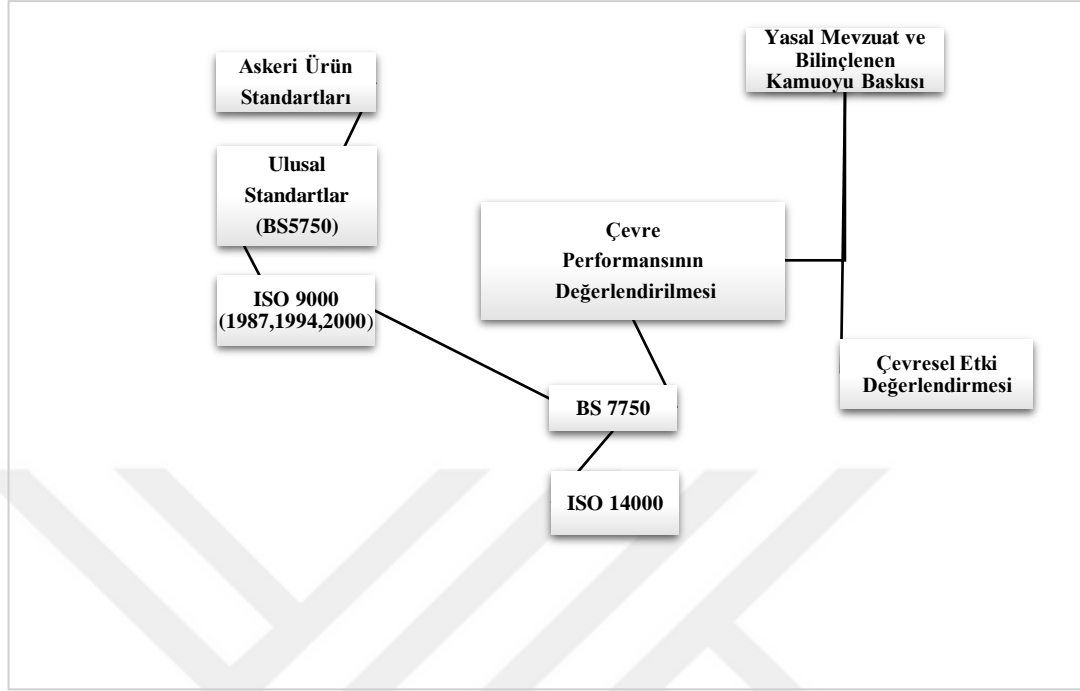 Askeri Ürün
Standartları
Yasal Mevzuat ve
Bilinçlenen
Kamuoyu Baskısı
Ulusal
Standartlar
(BS5750)
Çevre
Performansının
Değerlendirilmesi
ISO 9000
(1987,1994,2000)
Çevresel Etki
Değerlendirmesi
BS 7750
ISO 14000